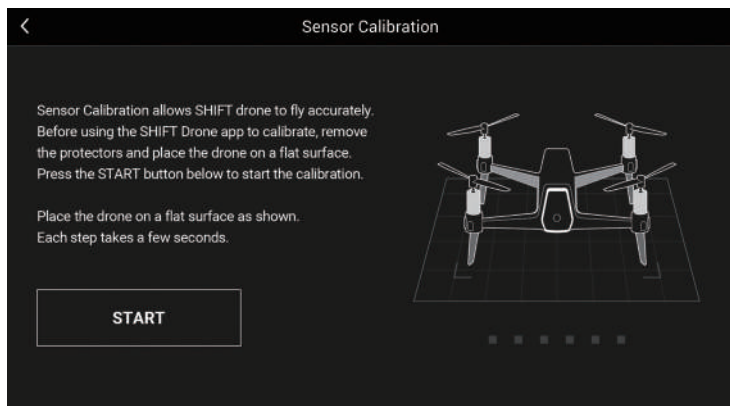 Sensor Calibration
Sensor Calibration allows SHIFT drone to fly accurately.
Before using the SHIFT Drone app to calibrate, remove
the protectors and place the drone on a flat surface.
Press the START button below to start the calibration.
Place the drone on a flat surface as shown.
Each step takes a few seconds.
START